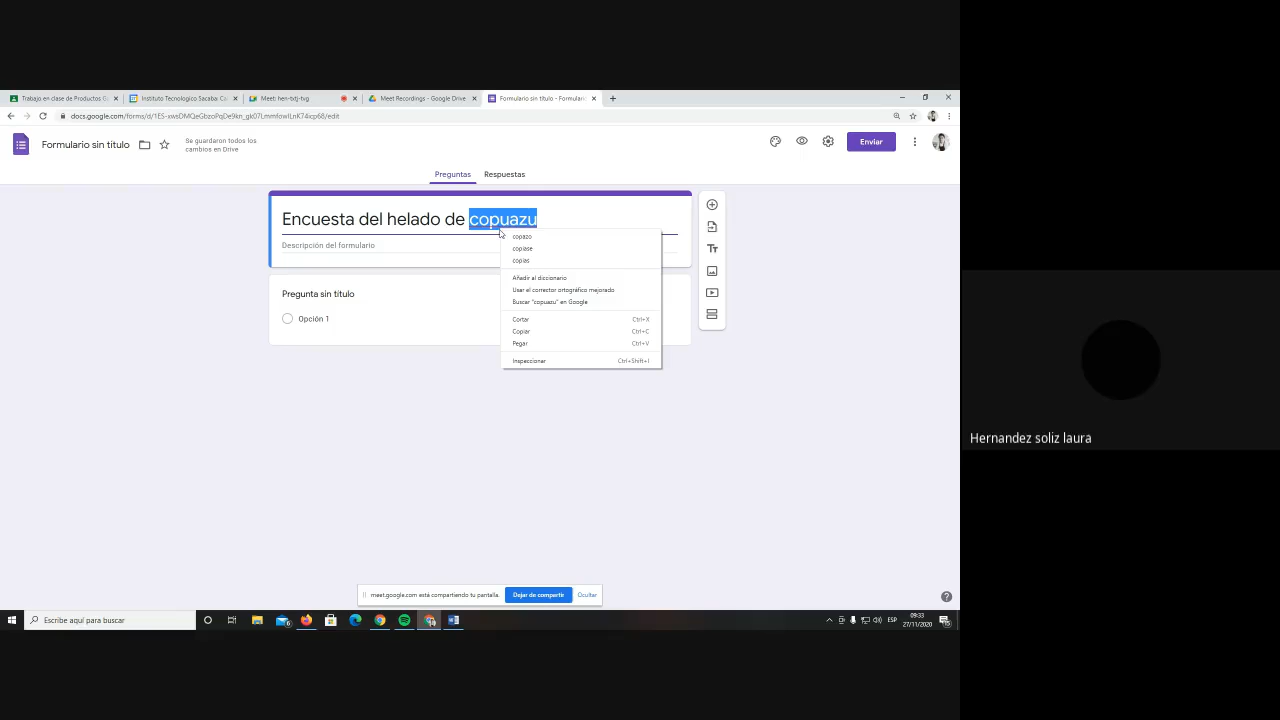 Trabajo en clase de Productos G
Instituto Tecnologico Sacaba: Ca
Meet: hen-tdj-tvg
Meet Recordings - Google Drive
Formulario sin título - Formulario
docs.google.com/forms/d/
/edit
Formulario sin título
Se guardaron todos los
cambios en Drive
Enviar
Preguntas
Respuestas
Encuesta del helado de copuazu
Descripción del formulario
copazo
copiase
copias
Añadir al diccionario
Usar el corrector ortográfico mejorado
Buscar "copuazu" en Google
Cortar Ctrl+X
Copiar Ctrl+C
Pegar Ctrl+V
Inspeccionar Ctrl+Shift+I
Pregunta sin título
Opción 1
Hernandez soliz laura
meet.google.com está compartiendo tu pantalla.
Dejar de compartir
Ocultar
Escribe aquí para buscar
ESP
09:33
27/11/2020